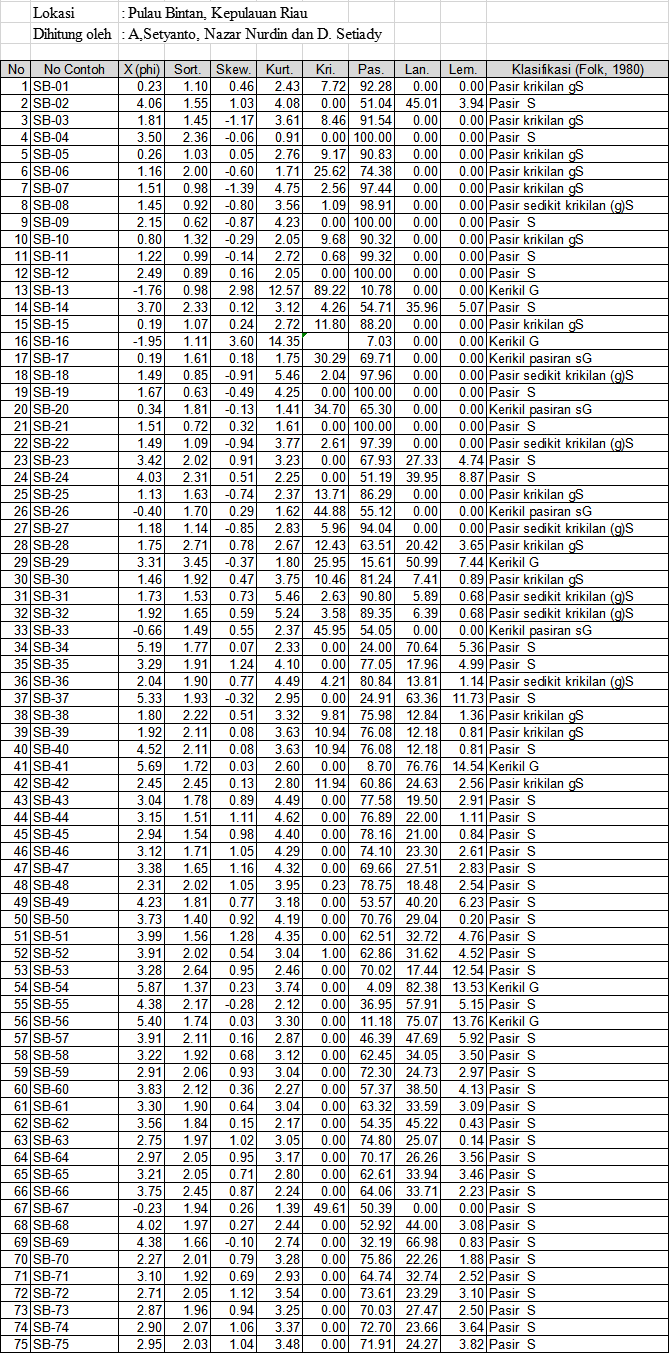 Lokasi : Pulau Bintan, Kepulauan Riau
Dihitung oleh : A,Setyanto, Nazar Nurdin dan D. Setiady
No No Contoh X (phi) Sort. Skew. Kurt. Kri. Pas. Lan. Lem. Klasifikasi (Folk, 1980)
1 SB-01 0.23 1.10 0.46 2.43 7.72 92.28 0.00 0.00 Pasir krikilan gS
2 SB-02 4.06 1.55 1.03 4.08 0.00 51.04 45.01 3.94 Pasir S
3 SB-03 1.81 1.45 -1.17 3.61 8.46 91.54 0.00 0.00 Pasir krikilan gS
4 SB-04 3.50 2.36 -0.06 0.91 0.00 100.00 0.00 0.00 Pasir S
5 SB-05 0.26 1.03 0.05 2.76 9.17 90.83 0.00 0.00 Pasir krikilan gS
6 SB-06 1.16 2.00 -0.60 1.71 25.62 74.38 0.00 0.00 Pasir krikilan gS
7 SB-07 1.51 0.98 -1.39 4.75 2.56 97.44 0.00 0.00 Pasir krikilan gS
8 SB-08 1.45 0.92 -0.80 3.56 1.09 98.91 0.00 0.00 Pasir sedikit krikilan (g)S
9 SB-09 2.15 0.62 -0.87 4.23 0.00 100.00 0.00 0.00 Pasir S
10 SB-10 0.80 1.32 -0.29 2.05 9.68 90.32 0.00 0.00 Pasir krikilan gS
11 SB-11 1.22 0.99 -0.14 2.72 0.68 99.32 0.00 0.00 Pasir S
12 SB-12 2.49 0.89 0.16 2.05 0.00 100.00 0.00 0.00 Pasir S
13 SB-13 -1.76 0.98 2.98 12.57 89.22 10.78 0.00 0.00 Kerikil G
14 SB-14 3.70 2.33 0.12 3.12 4.26 54.71 35.96 5.07 Pasir S
15 SB-15 0.19 1.07 0.24 2.72 11.80 88.20 0.00 0.00 Pasir krikilan gS
16 SB-16 -1.95 1.11 3.60 14.35 7.03 0.00 0.00 Kerikil G
17 SB-17 0.19 1.61 0.18 1.75 30.29 69.71 0.00 0.00 Kerikil pasiran sG
18 SB-18 1.49 0.85 -0.91 5.46 2.04 97.96 0.00 0.00 Pasir sedikit krikilan (g)S
19 SB-19 1.67 0.63 -0.49 4.25 0.00 100.00 0.00 0.00 Pasir S
20 SB-20 0.34 1.81 -0.13 1.41 34.70 65.30 0.00 0.00 Kerikil pasiran sG
21 SB-21 1.51 0.72 0.32 1.61 0.00 100.00 0.00 0.00 Pasir S
22 SB-22 1.49 1.09 -0.94 3.77 2.61 97.39 0.00 0.00 Pasir sedikit krikilan (g)S
23 SB-23 3.42 2.02 0.91 3.23 0.00 67.93 27.33 4.74 Pasir S
24 SB-24 4.03 2.31 0.51 2.25 0.00 51.19 39.95 8.87 Pasir S
25 SB-25 1.13 1.63 -0.74 2.37 13.71 86.29 0.00 0.00 Pasir krikilan gS
26 SB-26 -0.40 1.70 0.29 1.62 44.88 55.12 0.00 0.00 Kerikil pasiran sG
27 SB-27 1.18 1.14 -0.85 2.83 5.96 94.04 0.00 0.00 Pasir sedikit krikilan (g)S
28 SB-28 1.75 2.71 0.78 2.67 12.43 63.51 20.42 3.65 Pasir krikilan gS
29 SB-29 3.31 3.45 -0.37 1.80 25.95 15.61 50.99 7.44 Kerikil G
30 SB-30 1.46 1.92 0.47 3.75 10.46 81.24 7.41 0.89 Pasir krikilan gS
31 SB-31 1.73 1.53 0.73 5.46 2.63 90.80 5.89 0.68 Pasir sedikit krikilan (g)S
32 SB-32 1.92 1.65 0.59 5.24 3.58 89.35 6.39 0.68 Pasir sedikit krikilan (g)S
33 SB-33 -0.66 1.49 0.55 2.37 45.95 54.05 0.00 0.00 Kerikil pasiran sG
34 SB-34 5.19 1.77 0.07 2.33 0.00 24.00 70.64 5.36 Pasir S
35 SB-35 3.29 1.91 1.24 4.10 0.00 77.05 17.96 4.99 Pasir S
36 SB-36 2.04 1.90 0.77 4.49 4.21 80.84 13.81 1.14 Pasir sedikit krikilan (g)S
37 SB-37 5.33 1.93 -0.32 2.95 0.00 24.91 63.36 11.73 Pasir S
38 SB-38 1.80 2.22 0.51 3.32 9.81 75.98 12.84 1.36 Pasir krikilan gS
39 SB-39 1.92 2.11 0.08 3.63 10.94 76.08 12.18 0.81 Pasir krikilan gS
40 SB-40 4.52 2.11 0.08 3.63 10.94 76.08 12.18 0.81 Pasir S
41 SB-41 5.69 1.72 0.03 2.60 0.00 8.70 76.76 14.54 Kerikil G
42 SB-42 2.45 2.45 0.13 2.80 11.94 60.86 24.63 2.56 Pasir krikilan gS
43 SB-43 3.04 1.78 0.89 4.49 0.00 77.58 19.50 2.91 Pasir S
44 SB-44 3.15 1.51 1.11 4.62 0.00 76.89 22.00 1.11 Pasir S
45 SB-45 2.94 1.54 0.98 4.40 0.00 78.16 21.00 0.84 Pasir S
46 SB-46 3.12 1.71 1.05 4.29 0.00 74.10 23.30 2.61 Pasir S
47 SB-47 3.38 1.65 1.16 4.32 0.00 69.66 27.51 2.83 Pasir S
48 SB-48 2.31 2.02 1.05 3.95 0.23 78.75 18.48 2.54 Pasir S
49 SB-49 4.23 1.81 0.77 3.18 0.00 53.57 40.20 6.23 Pasir S
50 SB-50 3.73 1.40 0.92 4.19 0.00 70.76 29.04 0.20 Pasir S
51 SB-51 3.99 1.56 1.28 4.35 0.00 62.51 32.72 4.76 Pasir S
52 SB-52 3.91 2.02 0.54 3.04 1.00 62.86 31.62 4.52 Pasir S
53 SB-53 3.28 2.64 0.95 2.46 0.00 70.02 17.44 12.54 Pasir S
54 SB-54 5.87 1.37 0.23 3.74 0.00 4.09 82.38 13.53 Kerikil G
55 SB-55 4.38 2.17 -0.28 2.12 0.00 36.95 57.91 5.15 Pasir S
56 SB-56 5.40 1.74 0.03 3.30 0.00 11.18 75.07 13.76 Kerikil G
57 SB-57 3.91 2.11 0.16 2.87 0.00 46.39 47.69 5.92 Pasir S
58 SB-58 3.22 1.92 0.68 3.12 0.00 62.45 34.05 3.50 Pasir S
59 SB-59 2.91 2.06 0.93 3.04 0.00 72.30 24.73 2.97 Pasir S
60 SB-60 3.83 2.12 0.36 2.27 0.00 57.37 38.50 4.13 Pasir S
61 SB-61 3.30 1.90 0.64 3.04 0.00 63.32 33.59 3.09 Pasir S
62 SB-62 3.56 1.84 0.15 2.17 0.00 54.35 45.22 0.43 Pasir S
63 SB-63 2.75 1.97 1.02 3.05 0.00 74.80 25.07 0.14 Pasir S
64 SB-64 2.97 2.05 0.95 3.17 0.00 70.17 26.26 3.56 Pasir S
65 SB-65 3.21 2.05 0.71 2.80 0.00 62.61 33.94 3.46 Pasir S
66 SB-66 3.75 2.45 0.87 2.24 0.00 64.06 33.71 2.23 Pasir S
67 SB-67 -0.23 1.94 0.26 1.39 49.61 50.39 0.00 0.00 Pasir S
68 SB-68 4.02 1.97 0.27 2.44 0.00 52.92 44.00 3.08 Pasir S
69 SB-69 4.38 1.66 -0.10 2.74 0.00 32.19 66.98 0.83 Pasir S
70 SB-70 2.27 2.01 0.79 3.28 0.00 75.86 22.26 1.88 Pasir S
71 SB-71 3.10 1.92 0.69 2.93 0.00 64.74 32.74 2.52 Pasir S
72 SB-72 2.71 2.05 1.12 3.54 0.00 73.61 23.29 3.10 Pasir S
73 SB-73 2.87 1.96 0.94 3.25 0.00 70.03 27.47 2.50 Pasir S
74 SB-74 2.90 2.07 1.06 3.37 0.00 72.70 23.66 3.64 Pasir S
75 SB-75 2.95 2.03 1.04 3.48 0.00 71.91 24.27 3.82 Pasir S